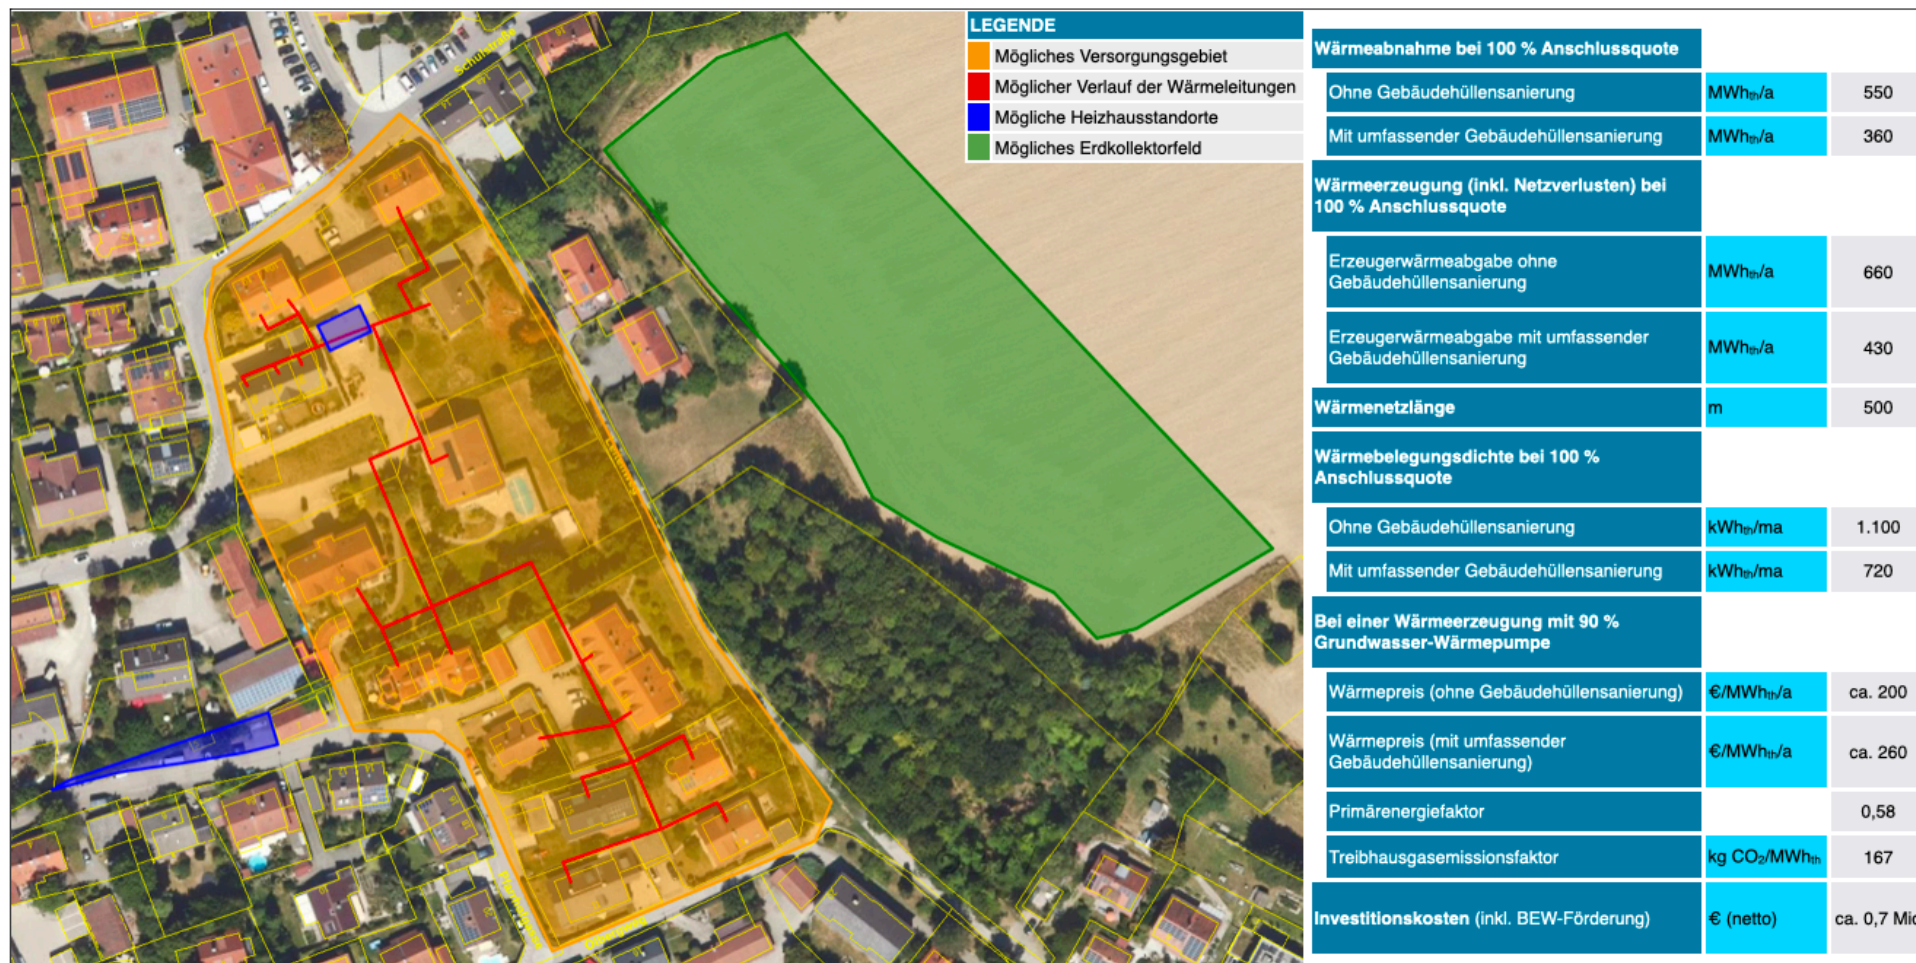 Schulstraße
LEGENDE
Mögliches Versorgungsgebiet
Möglicher Verlauf der Wärmeleitungen
Mögliche Heizhausstandorte
Mögliches Erdkollektorfeld
Wärmeabnahme bei 100 % Anschlussquote
Ohne Gebäudehüllensanierung MWhth/a 550
Mit umfassender Gebäudehüllensanierung MWhth/a 360
Wärmeerzeugung (inkl. Netzverlusten) bei
100 % Anschlussquote
Erzeugerwärmeabgabe ohne
Gebäudehüllensanierung MWhth/a 660
Erzeugerwärmeabgabe mit umfassender
Gebäudehüllensanierung MWhth/a 430
Wärmenetzlänge m 500
Wärmebelegungsdichte bei 100 %
Anschlussquote
Ohne Gebäudehüllensanierung kWhth/ma 1.100
Mit umfassender Gebäudehüllensanierung kWhth/ma 720
Bei einer Wärmeerzeugung mit 90 %
Grundwasser-Wärmepumpe
Wärmepreis (ohne Gebäudehüllensanierung) €/MWhth/a ca. 200
Wärmepreis (mit umfassender
Gebäudehüllensanierung) €/MWhth/a ca. 260
Primärenergiefaktor 0,58
Treibhausgasemissionsfaktor kg CO₂/MWhth 167
Investitionskosten (inkl. BEW-Förderung) € (netto) ca. 0,7 Mio